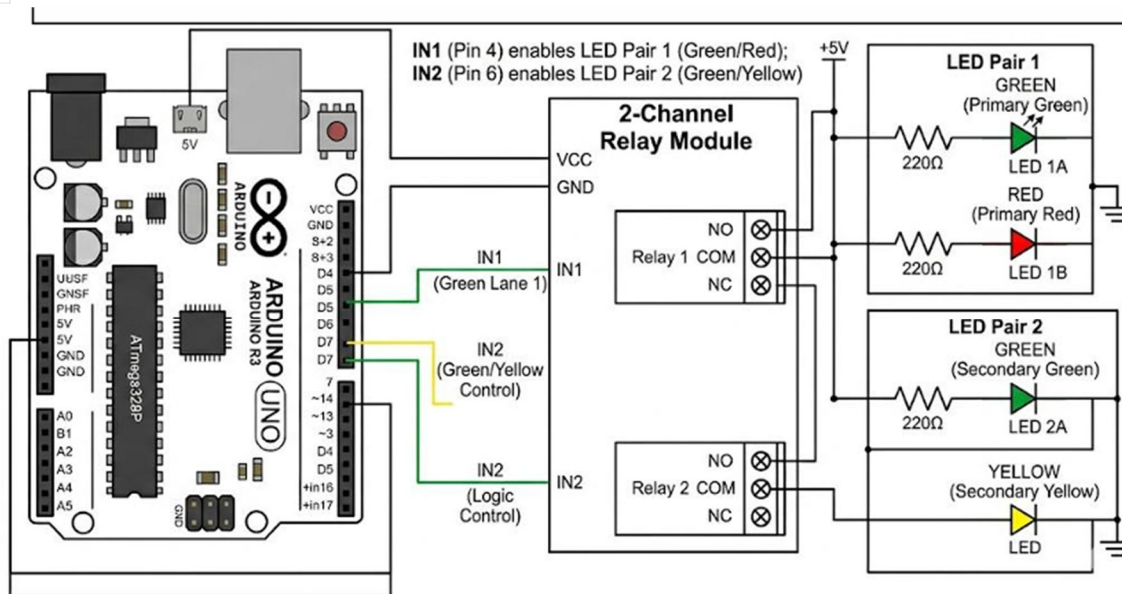 IN1 (Pin 4) enables LED Pair 1 (Green/Red);
IN2 (Pin 6) enables LED Pair 2 (Green/Yellow)
5V
ARDUINO
VCC
GND
S+2
S+3
D4
D5
D5
D6
D7
D7
7
~14
~13
~3
D4
D5
+in16
+in17
UUSF
GNSF
PHR
5V
5V
GND
GND
A0
B1
A2
A3
A4
A5
ATmega328P
ARDUINO
ARDUINO R3
UNO
GND
IN1
(Green Lane 1)
IN2
(Green/Yellow
Control)
IN2
(Logic
Control)
2-Channel
Relay Module
VCC
GND
IN1
IN2
NO
Relay 1 COM
NC
NO
Relay 2 COM
NC
+5V
LED Pair 1
GREEN
(Primary Green)
220Ω
LED 1A
RED
(Primary Red)
220Ω
LED 1B
LED Pair 2
GREEN
(Secondary Green)
220Ω
LED 2A
YELLOW
(Secondary Yellow)
LED